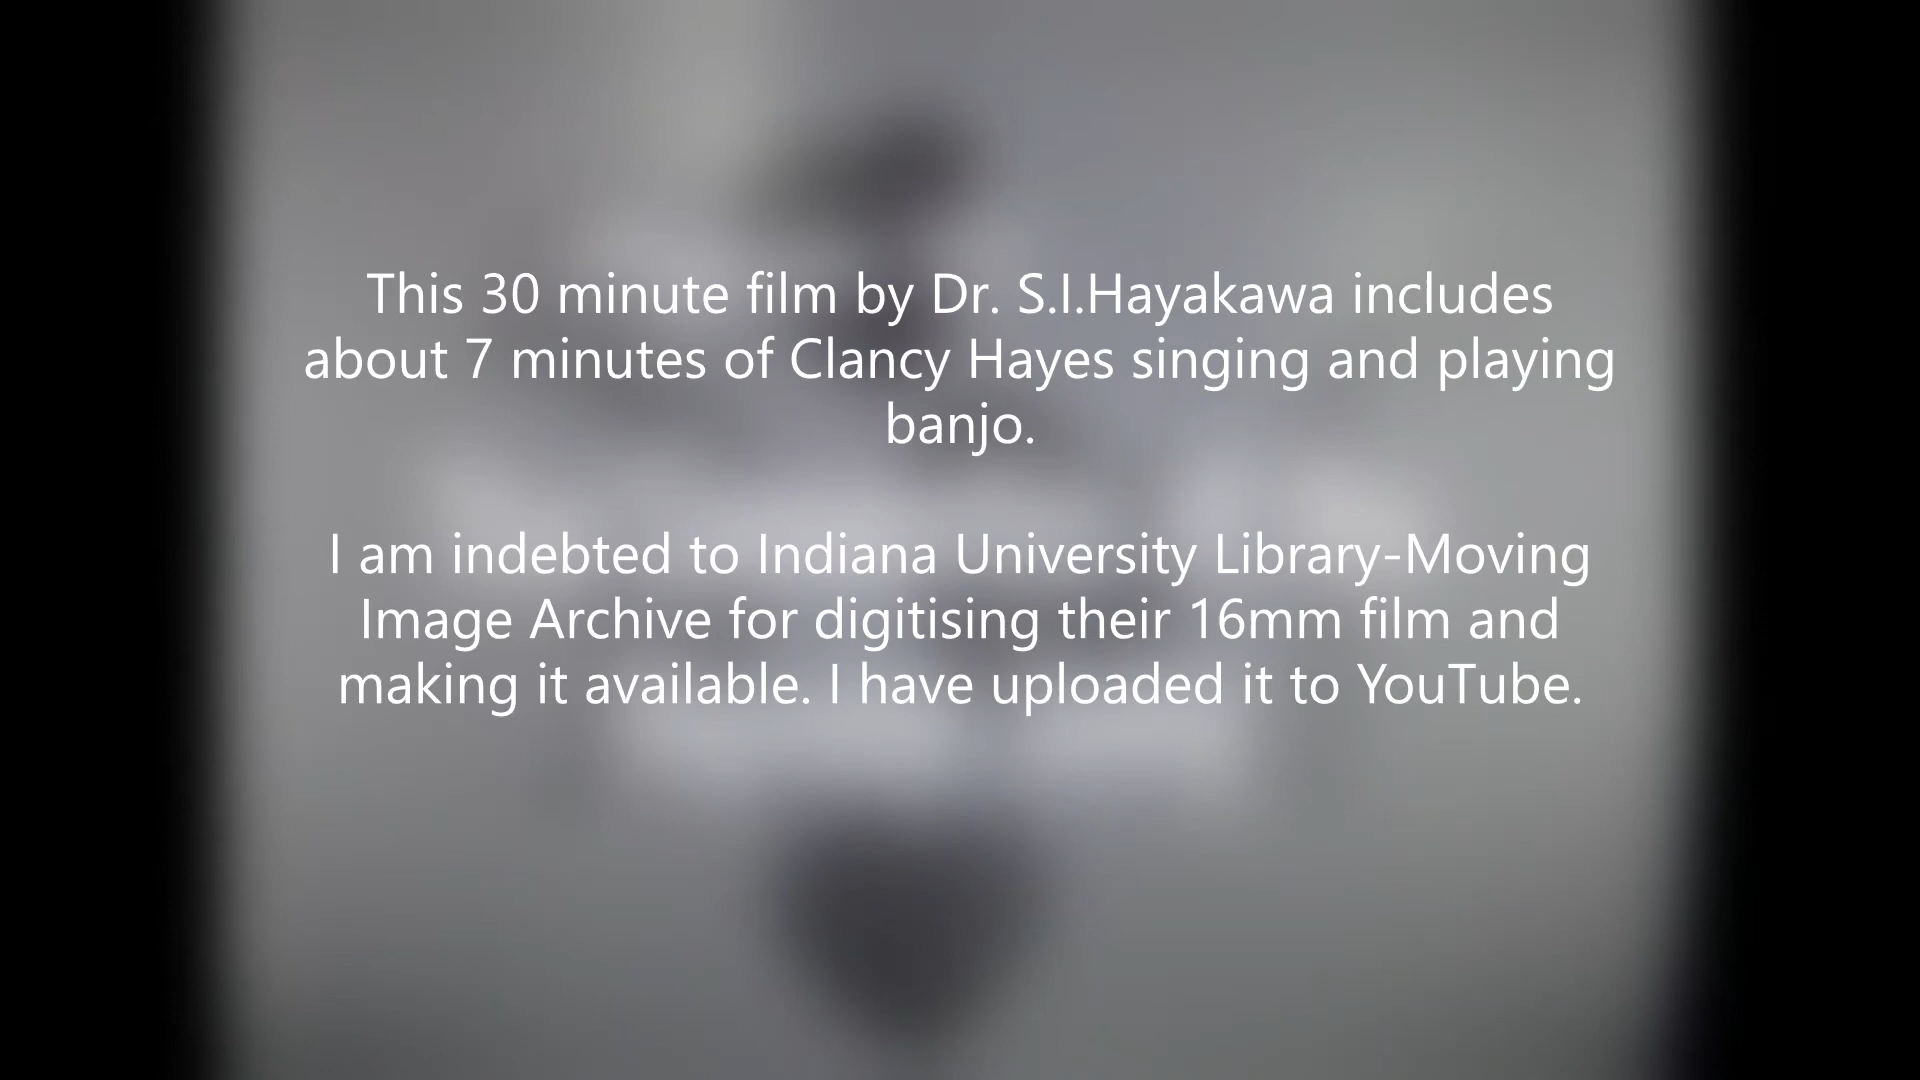 This 30 minute film by Dr. S.I.Hayakawa includes
about 7 minutes of Clancy Hayes singing and playing
banjo.
I am indebted to Indiana University Library-Moving
Image Archive for digitising their 16mm film and
making it available. I have uploaded it to YouTube.